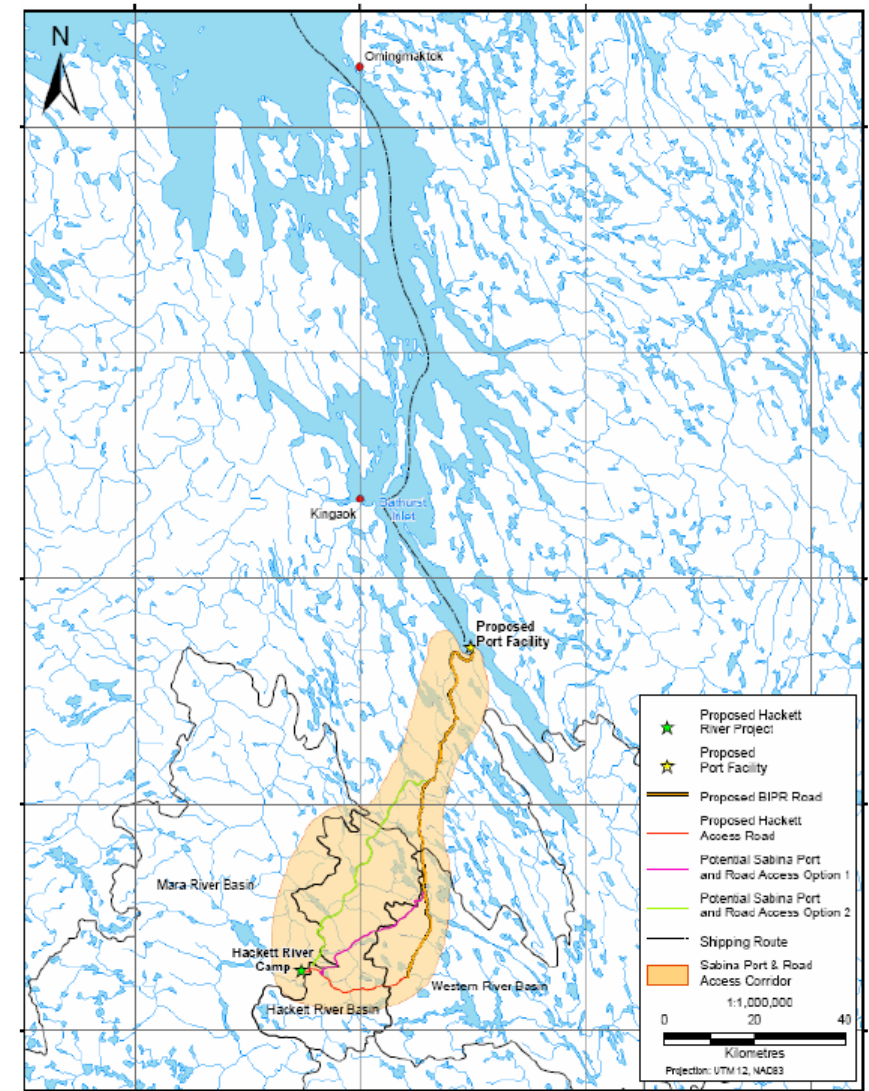 N
Omingmaktok
Kingaok
Bathurst
Inlet
Proposed
Port Facility
Mara River Basin
Hackett River
Camp
Western River Basin
Hackett River Basin
Proposed Hackett
River Project
Proposed
Port Facility
Proposed BIPR Road
Proposed Hackett
Access Road
Potential Sabina Port
and Road Access Option 1
Potential Sabina Port
and Road Access Option 2
Shipping Route
Sabina Port & Road
Access Corridor
1:1,000,000
0 20 40
Kilometres
Projection: UTM 12, NAD83